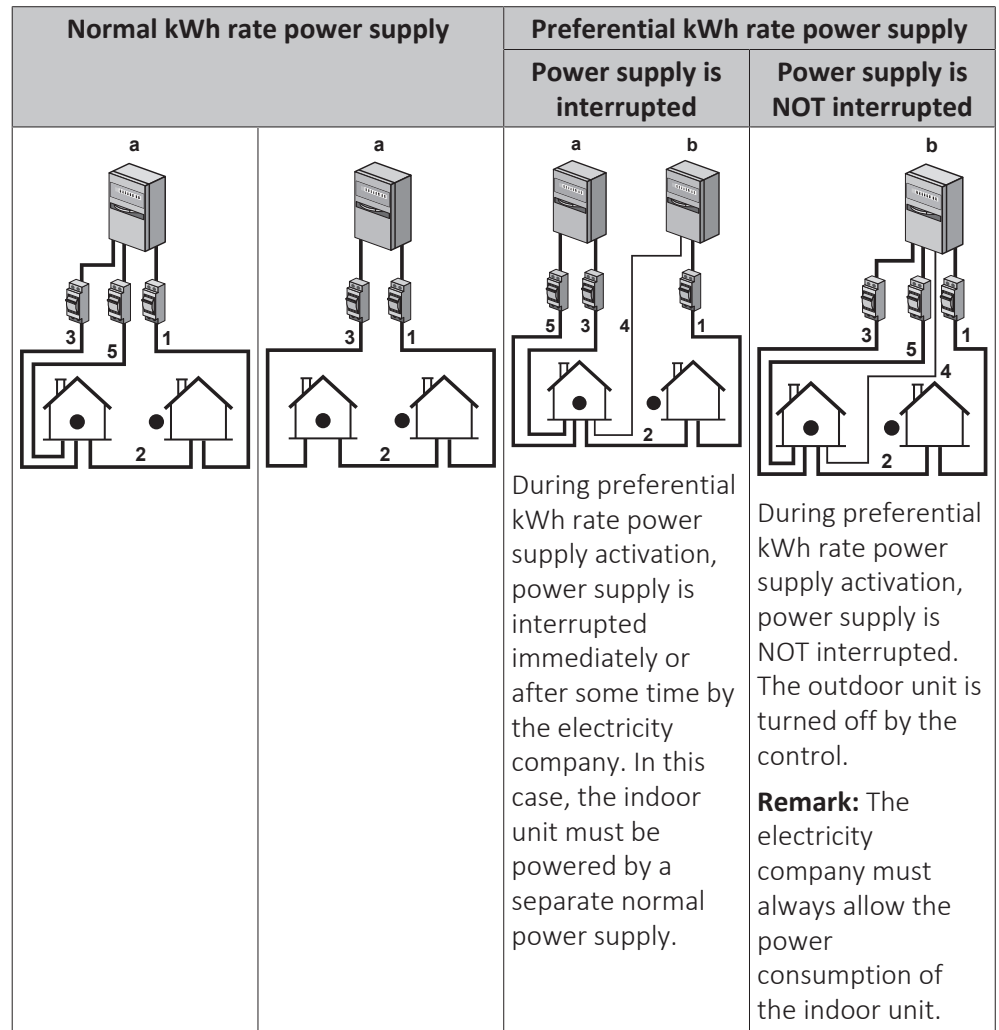 Normal kWh rate power supply
Preferential kWh rate power supply
Power supply is
interrupted
Power supply is
NOT interrupted
a
3
5
1
2
a
3
1
2
a
b
5
3
4
1
2
During preferential
kWh rate power
supply activation,
power supply is
interrupted
immediately or
after some time by
the electricity
company. In this
case, the indoor
unit must be
powered by a
separate normal
power supply.
b
3
5
1
4
2
During preferential
kWh rate power
supply activation,
power supply is
NOT interrupted.
The outdoor unit is
turned off by the
control.
Remark: The
electricity
company must
always allow the
power
consumption of
the indoor unit.